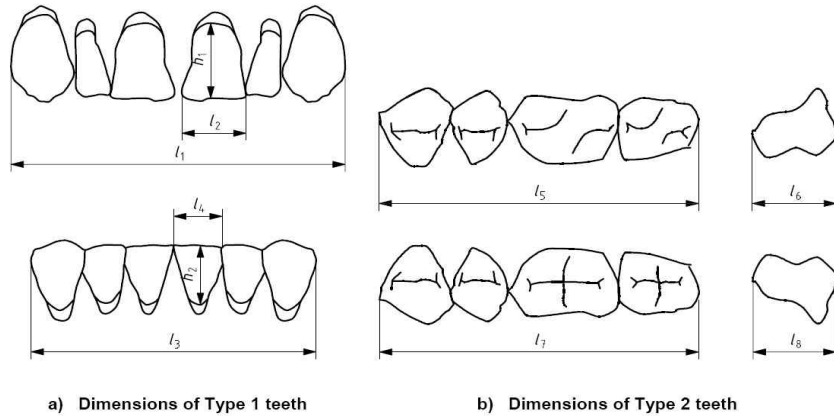 h1
l2
l1
l4
h2
l3
l5
l6
l7
l8
a) Dimensions of Type 1 teeth
b) Dimensions of Type 2 teeth